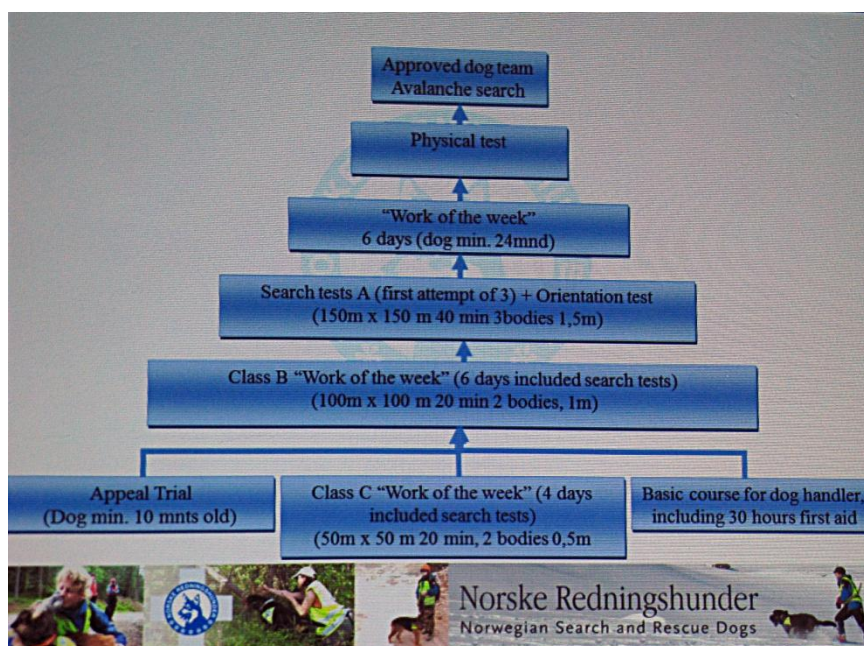 Approved dog team
Avalanche search
Physical test
“Work of the week”
6 days (dog min. 24mnd)
Search tests A (first attempt of 3) + Orientation test
(150m x 150 m 40 min 3bodies 1,5m)
Class B “Work of the week” (6 days included search tests)
(100m x 100 m 20 min 2 bodies, 1m)
Appeal Trial
(Dog min. 10 mnts old)
Class C “Work of the week” (4 days
included search tests)
(50m x 50 m 20 min, 2 bodies 0,5m
Basic course for dog handler,
including 30 hours first aid
NORSKE REDNINGSHUNDER
Norske Redningshunder
Norwegian Search and Rescue Dogs